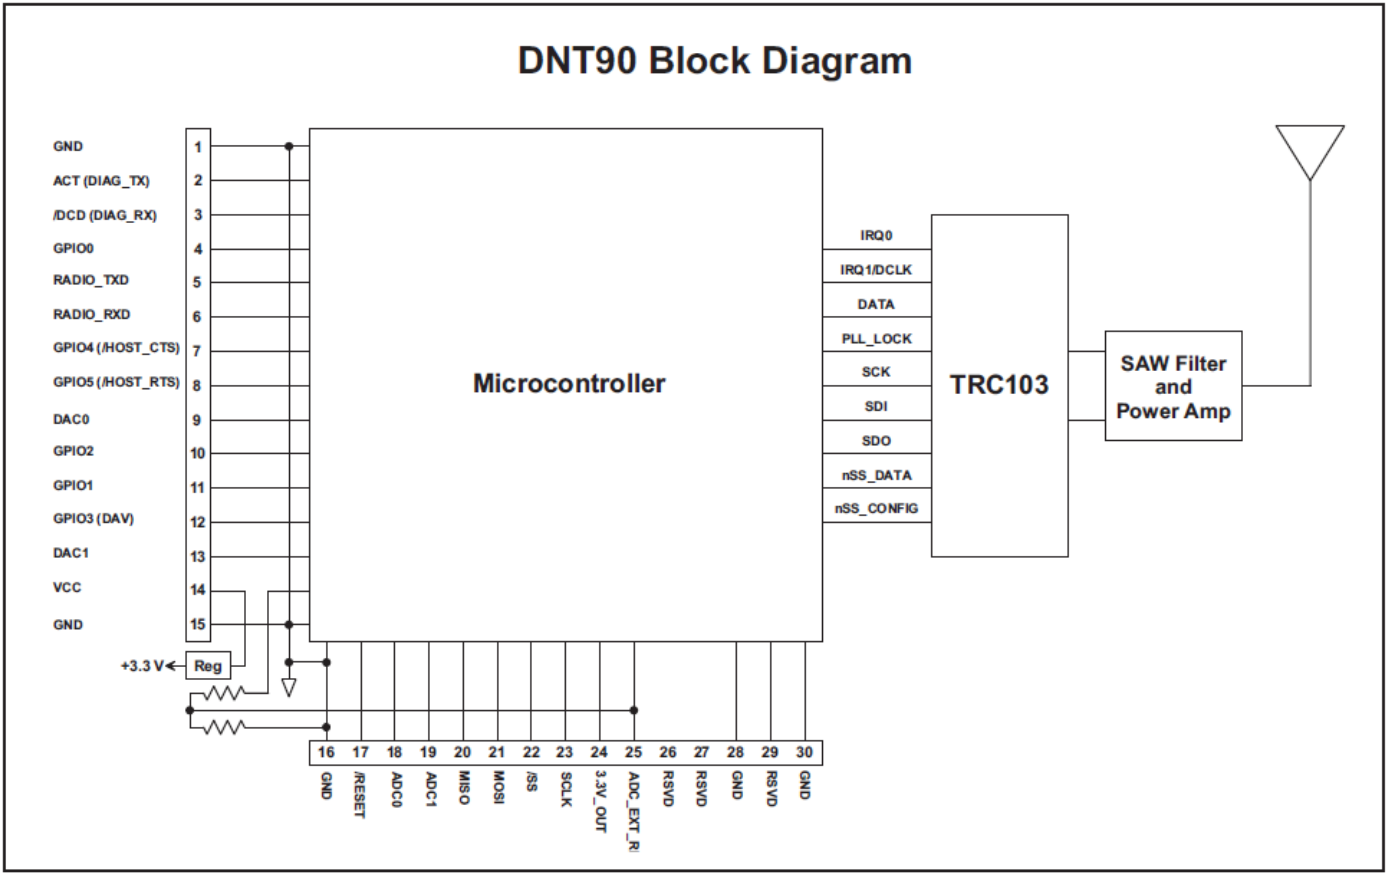 DNT90 Block Diagram
GND 1
ACT (DIAG_TX) 2
/DCD (DIAG_RX) 3
GPIO0 4
RADIO_TXD 5
RADIO_RXD 6
GPIO4 (/HOST_CTS) 7
GPIO5 (/HOST_RTS) 8
DAC0 9
GPIO2 10
GPIO1 11
GPIO3 (DAV) 12
DAC1 13
VCC 14
GND 15
+3.3 V
Reg
Microcontroller
IRQ0
IRQ1/DCLK
DATA
PLL_LOCK
SCK
SDI
SDO
nSS_DATA
nSS_CONFIG
TRC103
SAW Filter
and
Power Amp
16 17 18 19 20 21 22 23 24 25 26 27 28 29 30
GND
/RESET
ADC0
ADC1
MISO
MOSI
/SS
SCLK
3.3V_OUT
ADC_EXT_R
RSVD
RSVD
GND
RSVD
GND